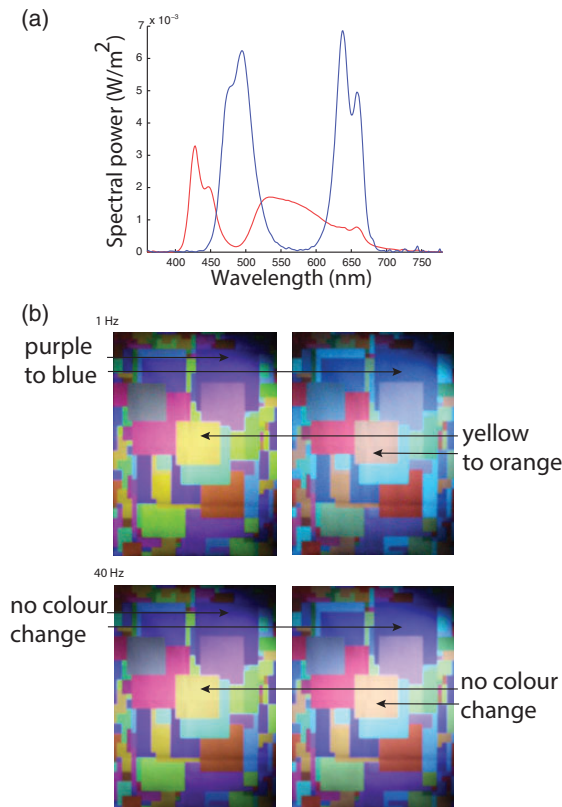 (a)
7 × 10⁻³
6
5
4
3
2
1
0
Spectral power (W/m²)
400 450 500 550 600 650 700 750
Wavelength (nm)
(b)
1 Hz
purple
to blue
yellow
to orange
40 Hz
no colour
change
no colour
change